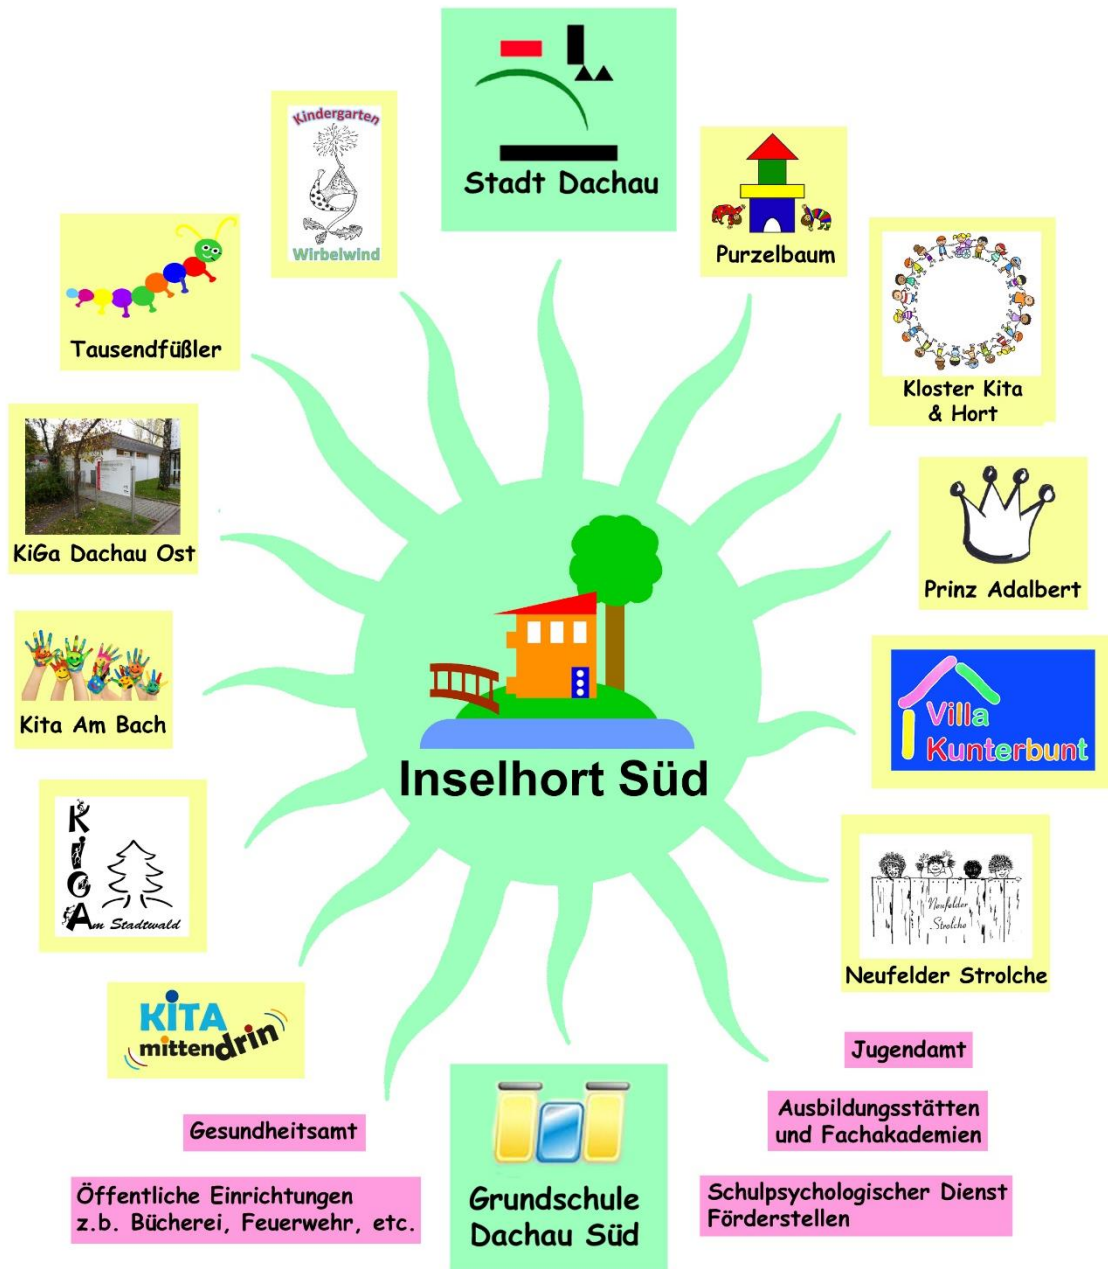 Stadt Dachau
Kindergarten
Wirbelwind
Purzelbaum
Tausendfüßler
Kloster Kita
& Hort
KiGa Dachau Ost
Prinz Adalbert
Kita Am Bach
Villa
Kunterbunt
Inselhort Süd
KiGA
Am Stadtwald
Neufelder
Strolche
Neufelder Strolche
KiTA
mittendrin
Jugendamt
Gesundheitsamt
Ausbildungsstätten
und Fachakademien
Öffentliche Einrichtungen
z.b. Bücherei, Feuerwehr, etc.
Grundschule
Dachau Süd
Schulpsychologischer Dienst
Förderstellen